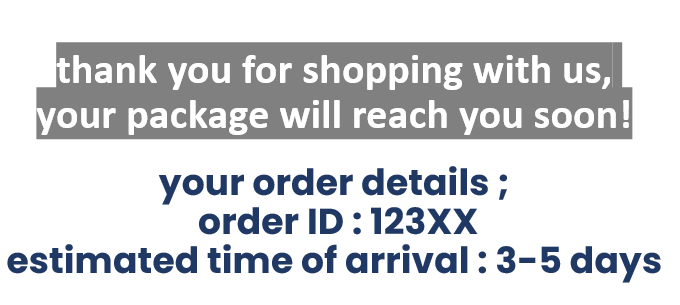 thank you for shopping with us,
your package will reach you soon!
your order details ;
order ID : 123XX
estimated time of arrival : 3-5 days